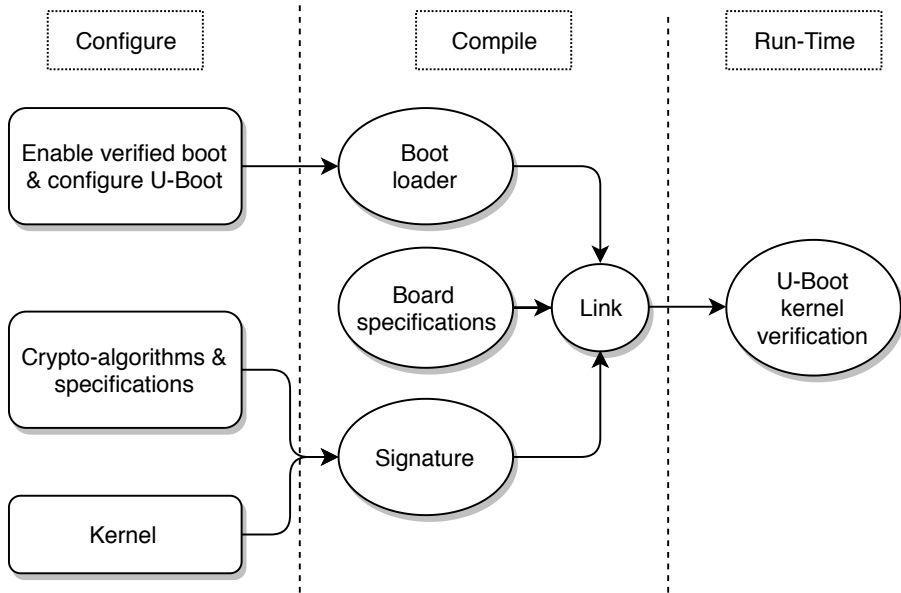 Configure
Compile
Run-Time
Enable verified boot
& configure U-Boot
Boot
loader
Board
specifications
Link
U-Boot
kernel
verification
Crypto-algorithms &
specifications
Signature
Kernel